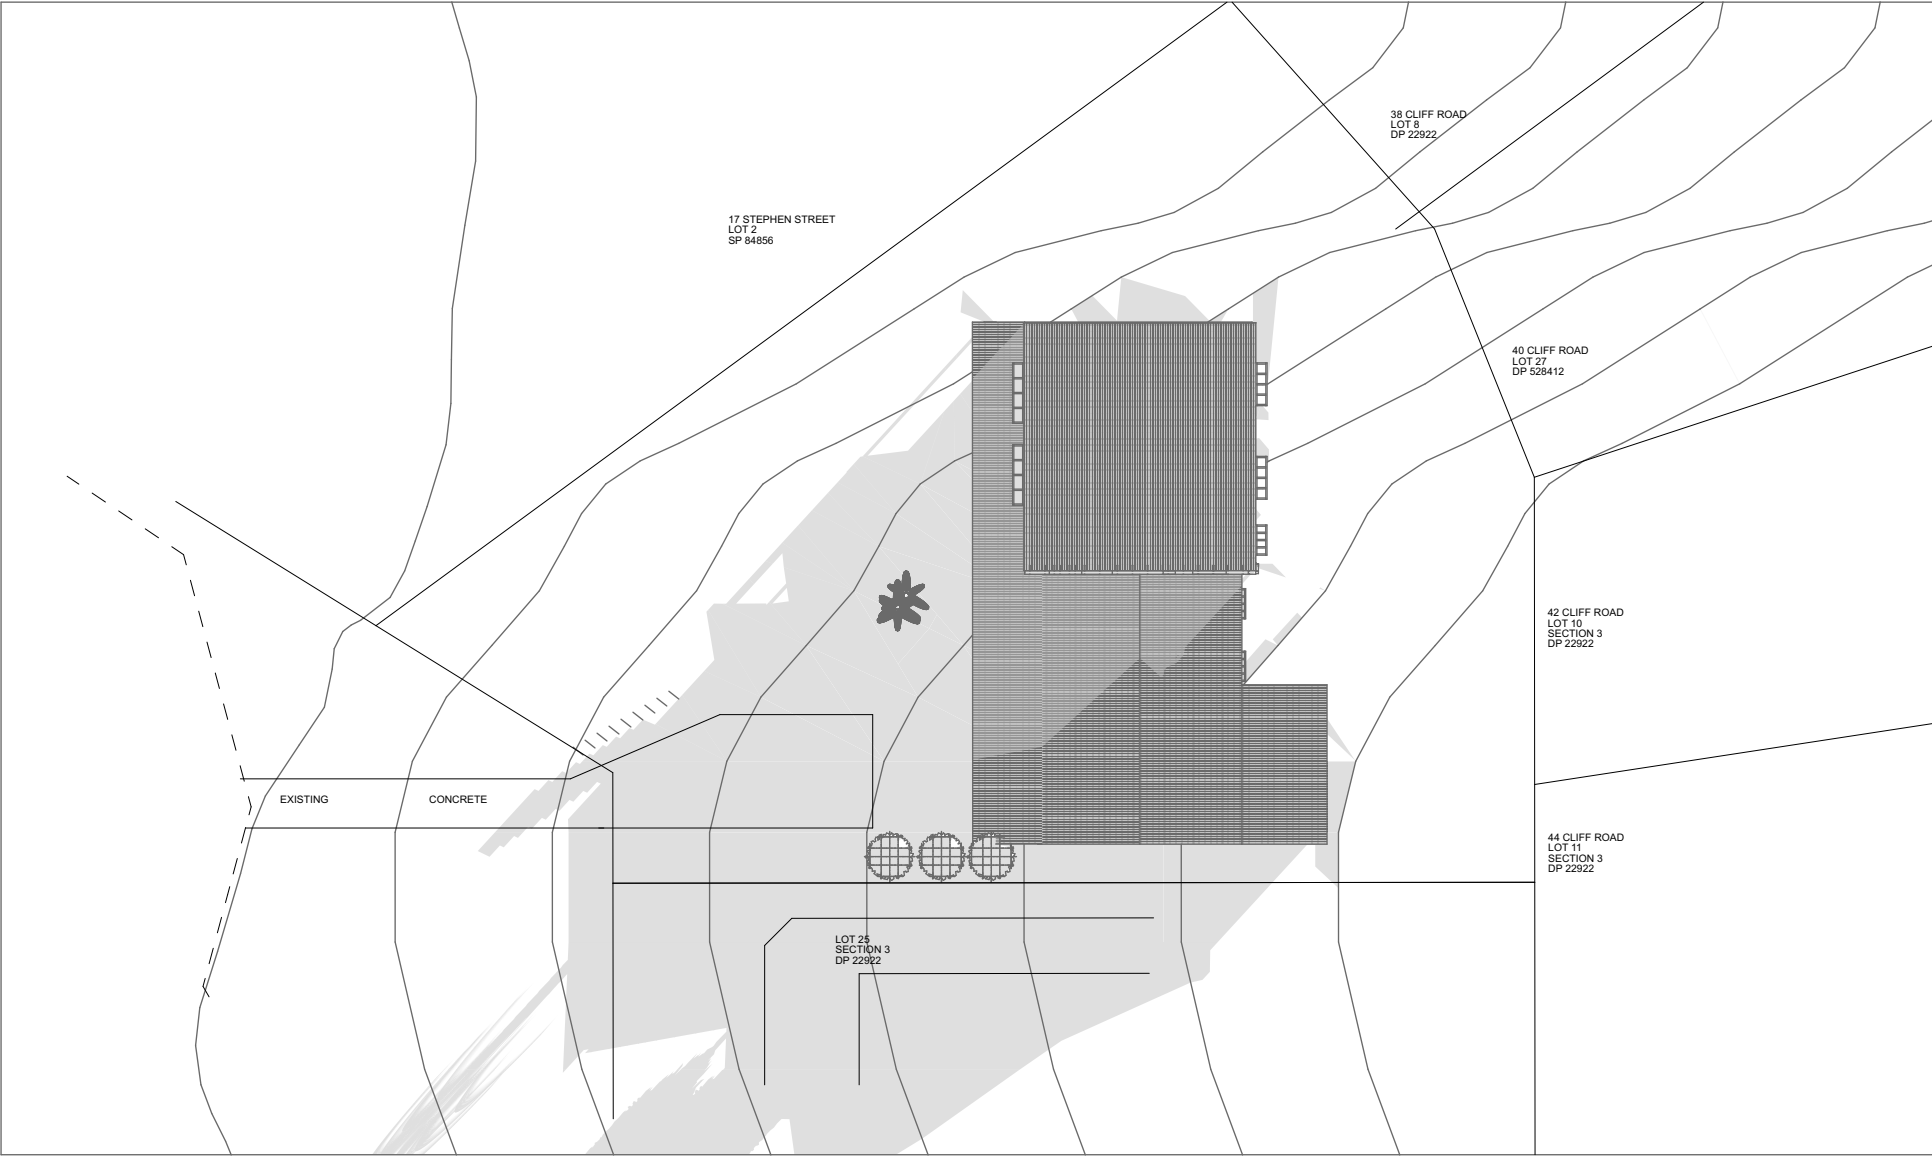 38 CLIFF ROAD
LOT 8
DP 22922
17 STEPHEN STREET
LOT 2
SP 84856
40 CLIFF ROAD
LOT 27
DP 528412
42 CLIFF ROAD
LOT 10
SECTION 3
DP 22922
EXISTING CONCRETE
44 CLIFF ROAD
LOT 11
SECTION 3
DP 22922
LOT 25
SECTION 3
DP 22922